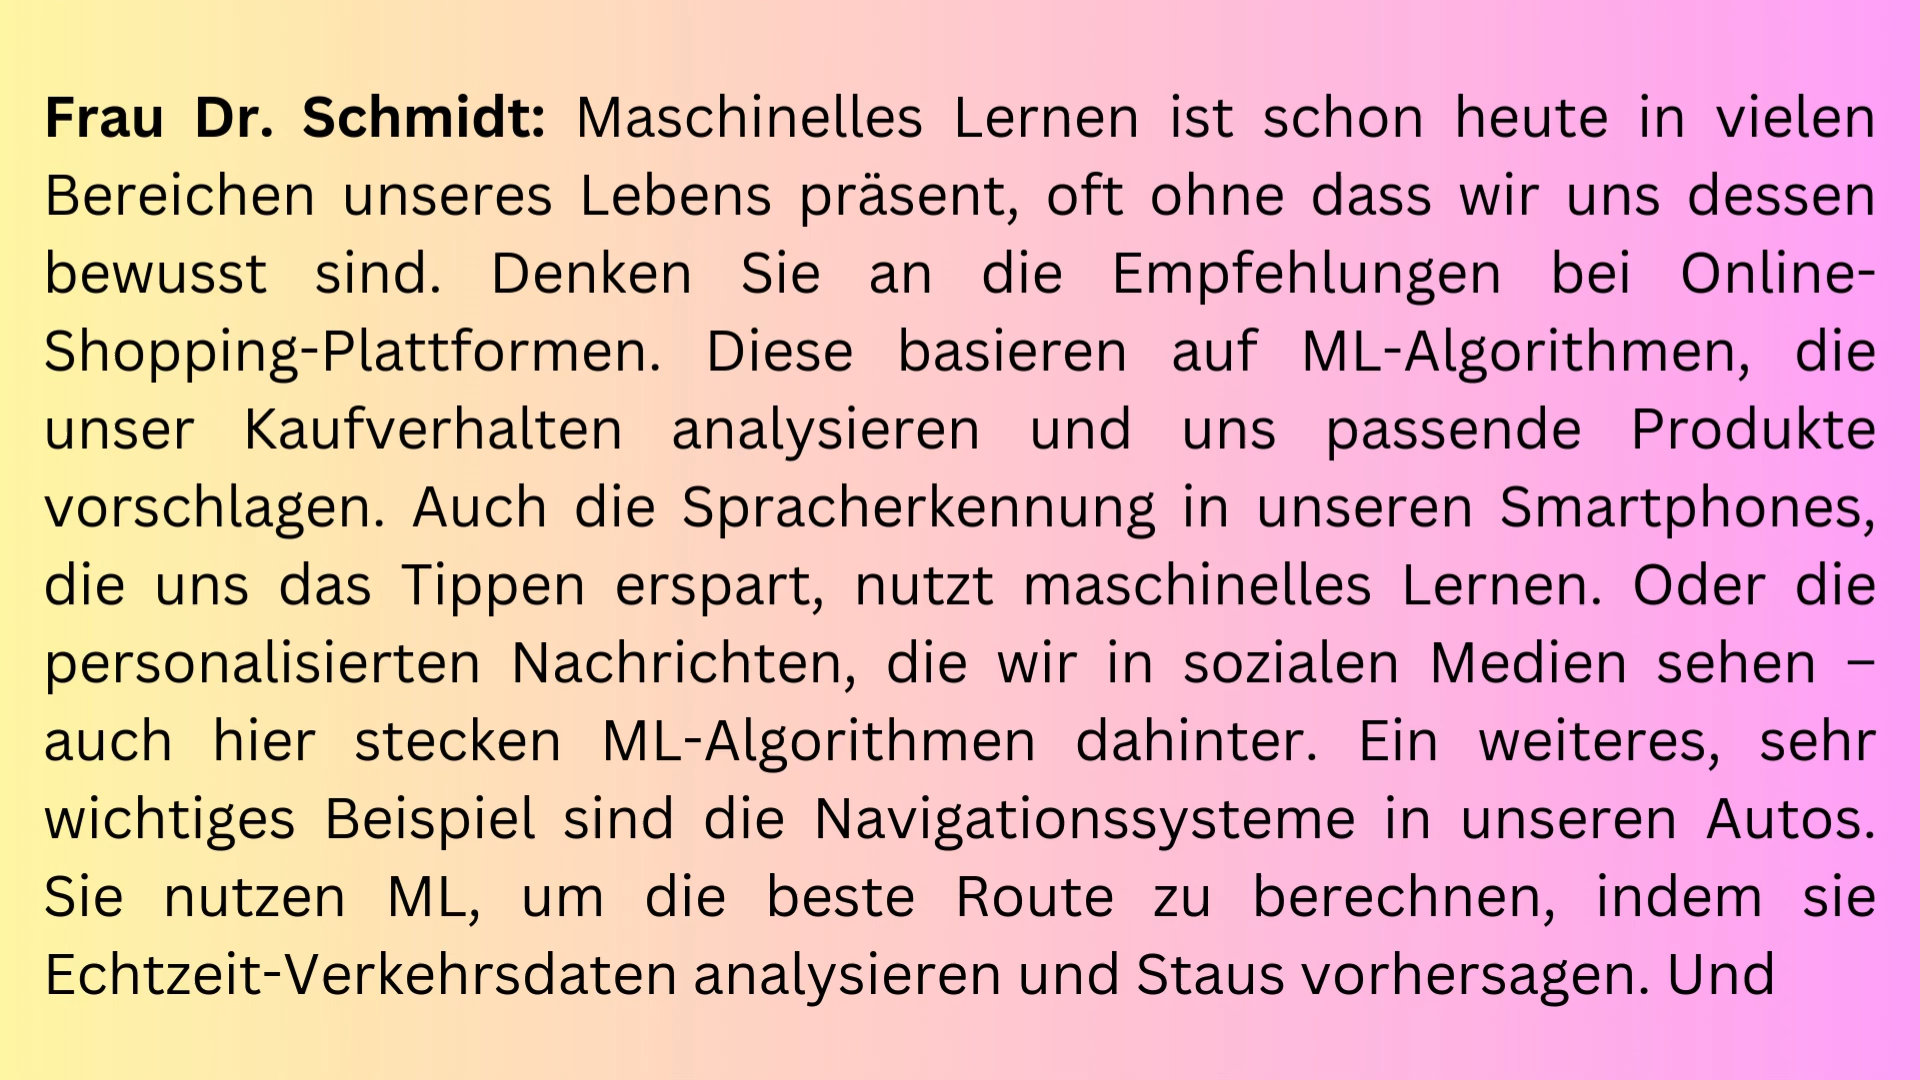 Frau Dr. Schmidt: Maschinelles Lernen ist schon heute in vielen
Bereichen unseres Lebens präsent, oft ohne dass wir uns dessen
bewusst sind. Denken Sie an die Empfehlungen bei Online-
Shopping-Plattformen. Diese basieren auf ML-Algorithmen, die
unser Kaufverhalten analysieren und uns passende Produkte
vorschlagen. Auch die Spracherkennung in unseren Smartphones,
die uns das Tippen erspart, nutzt maschinelles Lernen. Oder die
personalisierten Nachrichten, die wir in sozialen Medien sehen –
auch hier stecken ML-Algorithmen dahinter. Ein weiteres, sehr
wichtiges Beispiel sind die Navigationssysteme in unseren Autos.
Sie nutzen ML, um die beste Route zu berechnen, indem sie
Echtzeit-Verkehrsdaten analysieren und Staus vorhersagen. Und